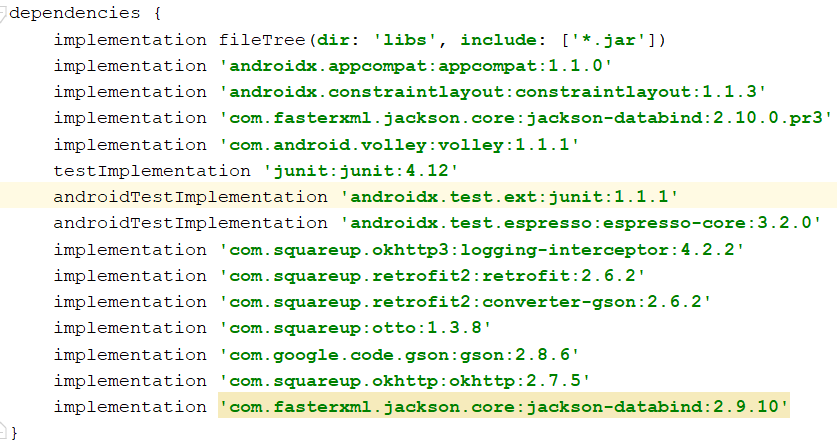 dependencies {
implementation fileTree(dir: 'libs', include: ['*.jar'])
implementation 'androidx.appcompat:appcompat:1.1.0'
implementation 'androidx.constraintlayout:constraintlayout:1.1.3'
implementation 'com.fasterxml.jackson.core:jackson-databind:2.10.0.pr3'
implementation 'com.android.volley:volley:1.1.1'
testImplementation 'junit:junit:4.12'
androidTestImplementation 'androidx.test.ext:junit:1.1.1'
androidTestImplementation 'androidx.test.espresso:espresso-core:3.2.0'
implementation 'com.squareup.okhttp3:logging-interceptor:4.2.2'
implementation 'com.squareup.retrofit2:retrofit:2.6.2'
implementation 'com.squareup.retrofit2:converter-gson:2.6.2'
implementation 'com.squareup:otto:1.3.8'
implementation 'com.google.code.gson:gson:2.8.6'
implementation 'com.squareup.okhttp:okhttp:2.7.5'
implementation 'com.fasterxml.jackson.core:jackson-databind:2.9.10'
}